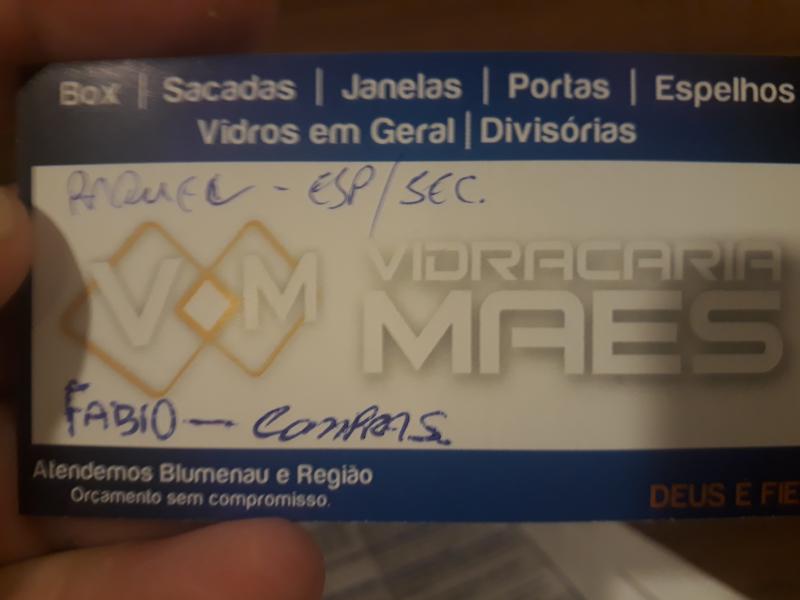 Box | Sacadas | Janelas | Portas | Espelhos
Vidros em Geral | Divisórias
RAQUEL - ESP/SEC.
VM VIDRACARIA
MAES
FABIO - COMPRAS
Atendemos Blumenau e Região
Orçamento sem compromisso.
DEUS E FIE